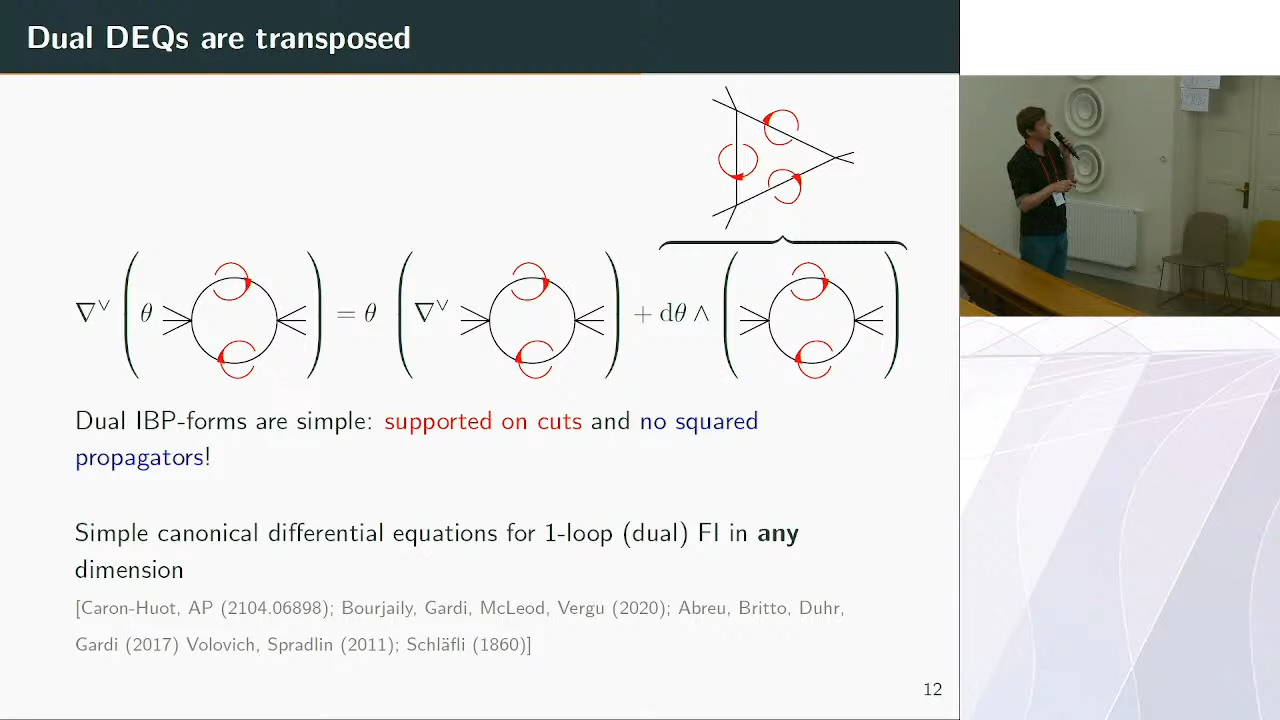 Dual DEQs are transposed
∇∨ ( θ ) = θ ( ∇∨ ) + dθ ∧ ( )
Dual IBP-forms are simple: supported on cuts and no squared
propagators!
Simple canonical differential equations for 1-loop (dual) FI in any
dimension
[Caron-Huot, AP (2104.06898); Bourjaily, Gardi, McLeod, Vergu (2020); Abreu, Britto, Duhr,
Gardi (2017) Volovich, Spradlin (2011); Schläfli (1860)]
12